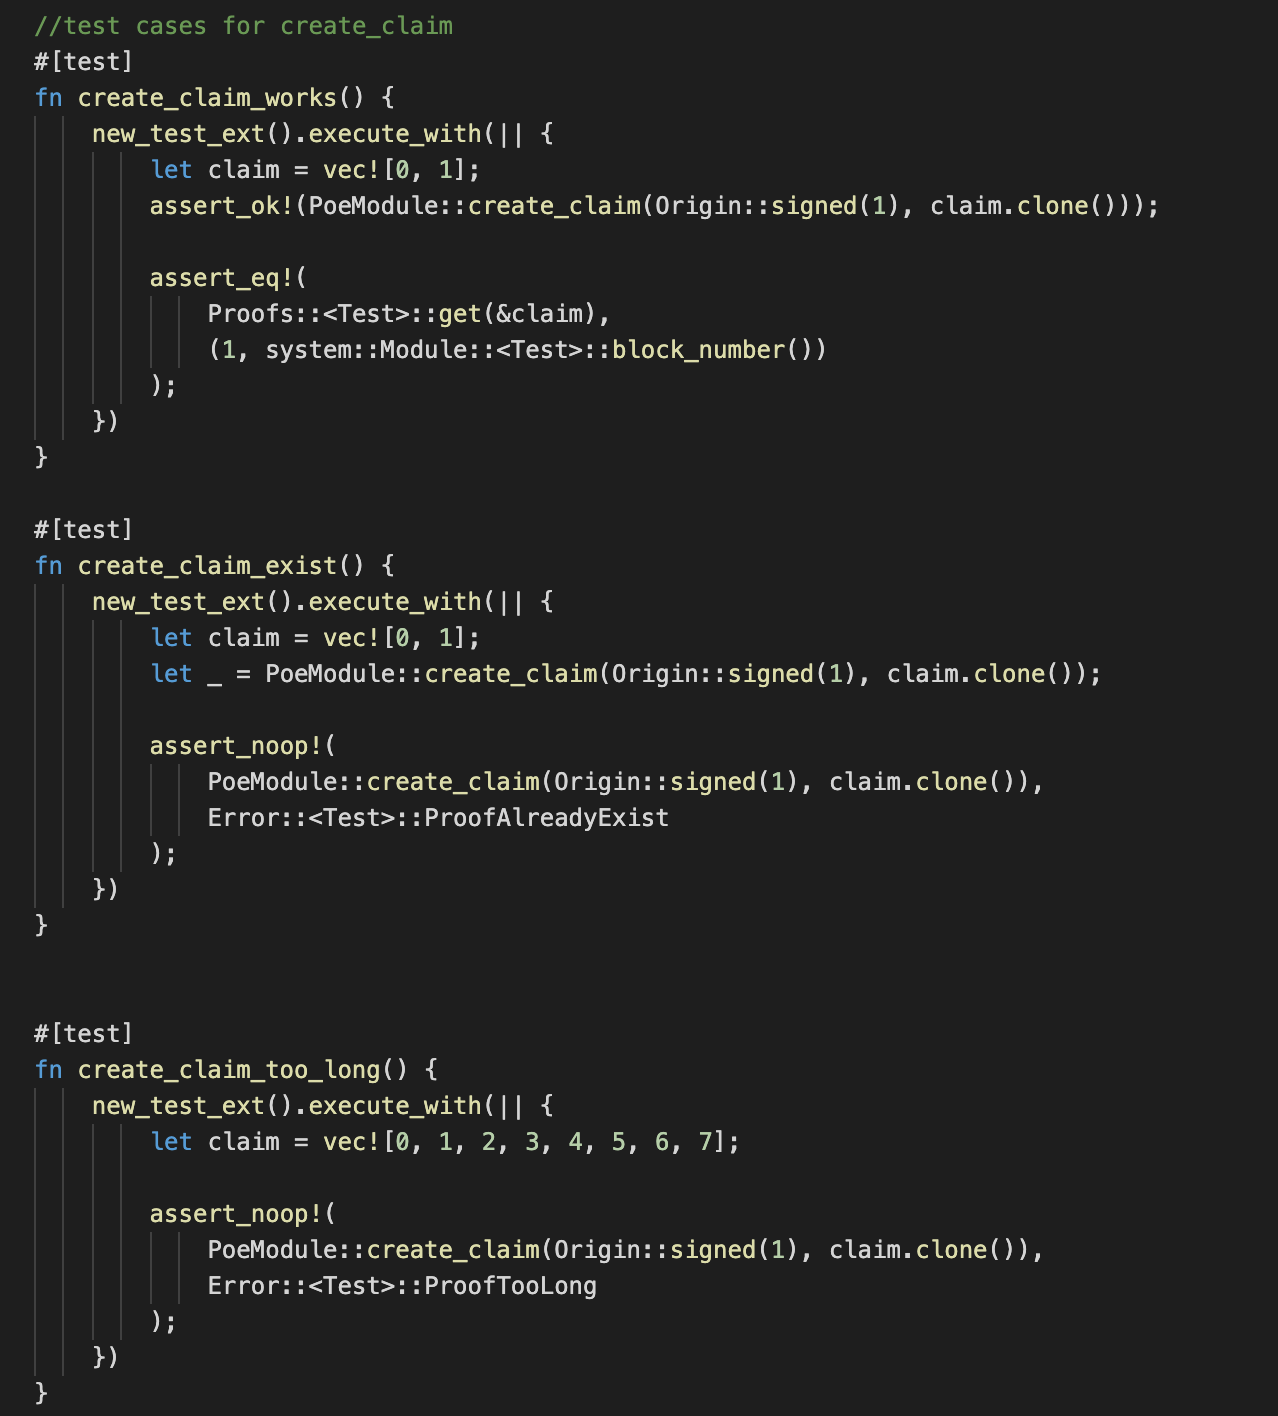 //test cases for create_claim
#[test]
fn create_claim_works() {
    new_test_ext().execute_with(|| {
        let claim = vec![0, 1];
        assert_ok!(PoeModule::create_claim(Origin::signed(1), claim.clone()));

        assert_eq!(
            Proofs::<Test>::get(&claim),
            (1, system::Module::<Test>::block_number())
        );
    })
}

#[test]
fn create_claim_exist() {
    new_test_ext().execute_with(|| {
        let claim = vec![0, 1];
        let _ = PoeModule::create_claim(Origin::signed(1), claim.clone());

        assert_noop!(
            PoeModule::create_claim(Origin::signed(1), claim.clone()),
            Error::<Test>::ProofAlreadyExist
        );
    })
}


#[test]
fn create_claim_too_long() {
    new_test_ext().execute_with(|| {
        let claim = vec![0, 1, 2, 3, 4, 5, 6, 7];

        assert_noop!(
            PoeModule::create_claim(Origin::signed(1), claim.clone()),
            Error::<Test>::ProofTooLong
        );
    })
}